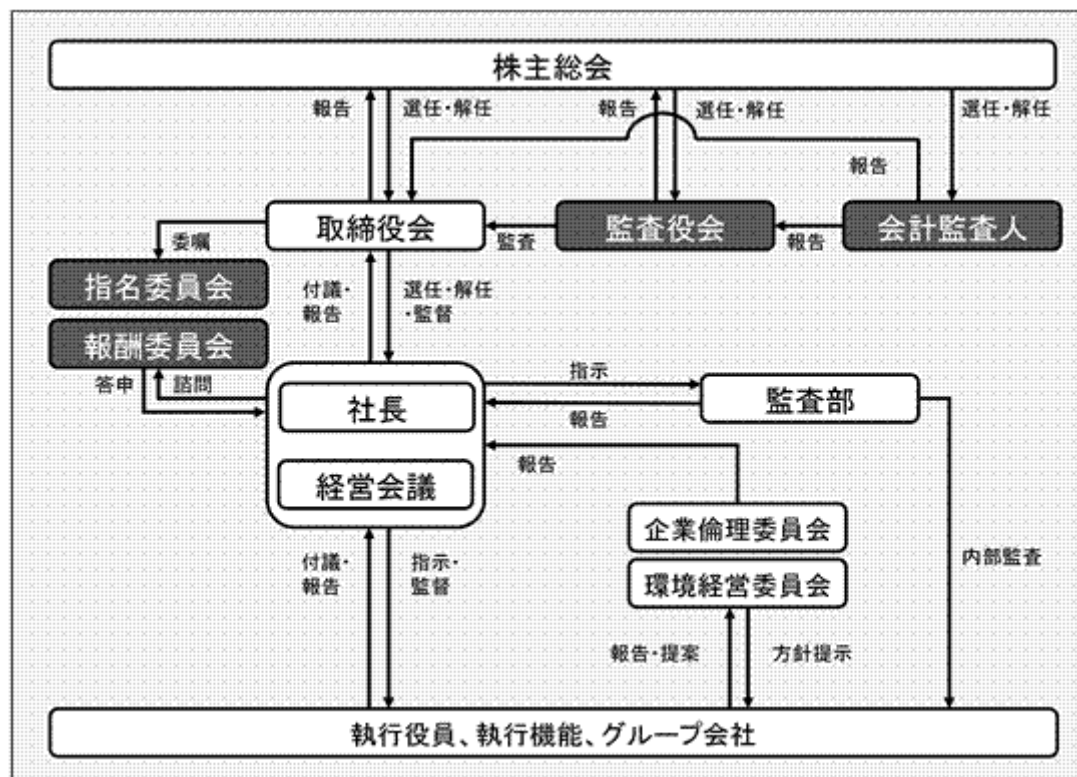 株主総会
報告
選任・解任
報告
選任・解任
選任・解任
報告
取締役会
監査
監査役会
報告
会計監査人
委嘱
指名委員会
報酬委員会
付議・
報告
選任・解任
・監督
答申
諮問
社長
経営会議
指示
報告
監査部
報告
企業倫理委員会
環境経営委員会
内部監査
付議・
報告
指示・
監督
報告・提案
方針提示
執行役員、執行機能、グループ会社